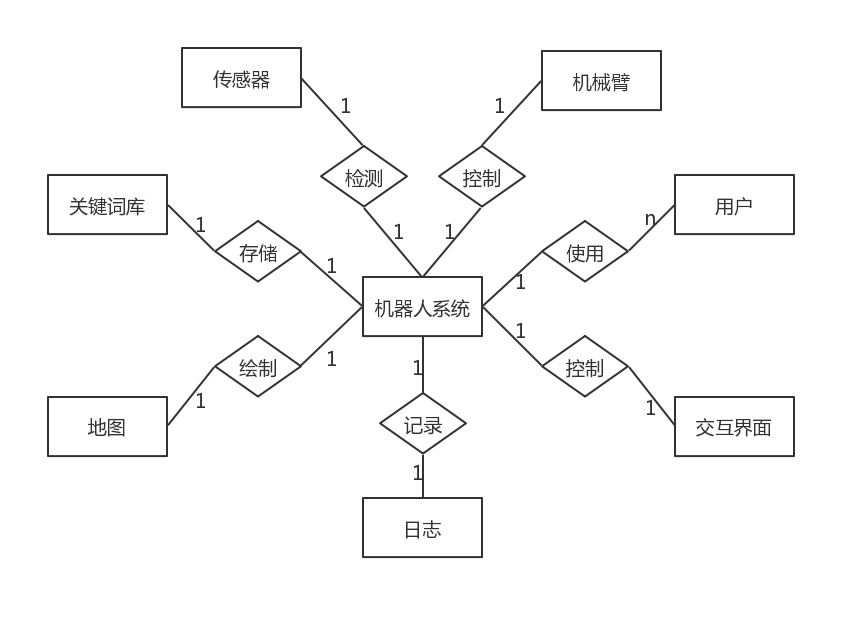 传感器
机械臂
1
1
检测
控制
关键词库
用户
1
n
1
1
存储
使用
1
1
机器人系统
1
1
绘制
1
控制
1
1
记录
交互界面
地图
1
日志